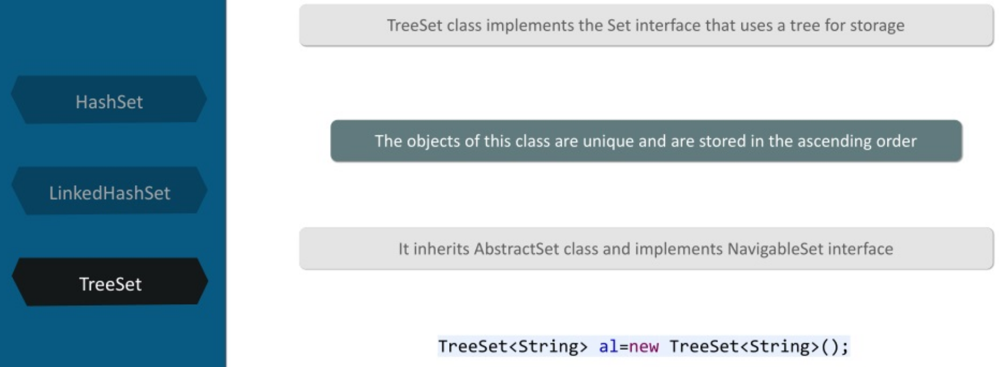 HashSet
LinkedHashSet
TreeSet
TreeSet class implements the Set interface that uses a tree for storage
The objects of this class are unique and are stored in the ascending order
It inherits AbstractSet class and implements NavigableSet interface
TreeSet<String> al=new TreeSet<String>();